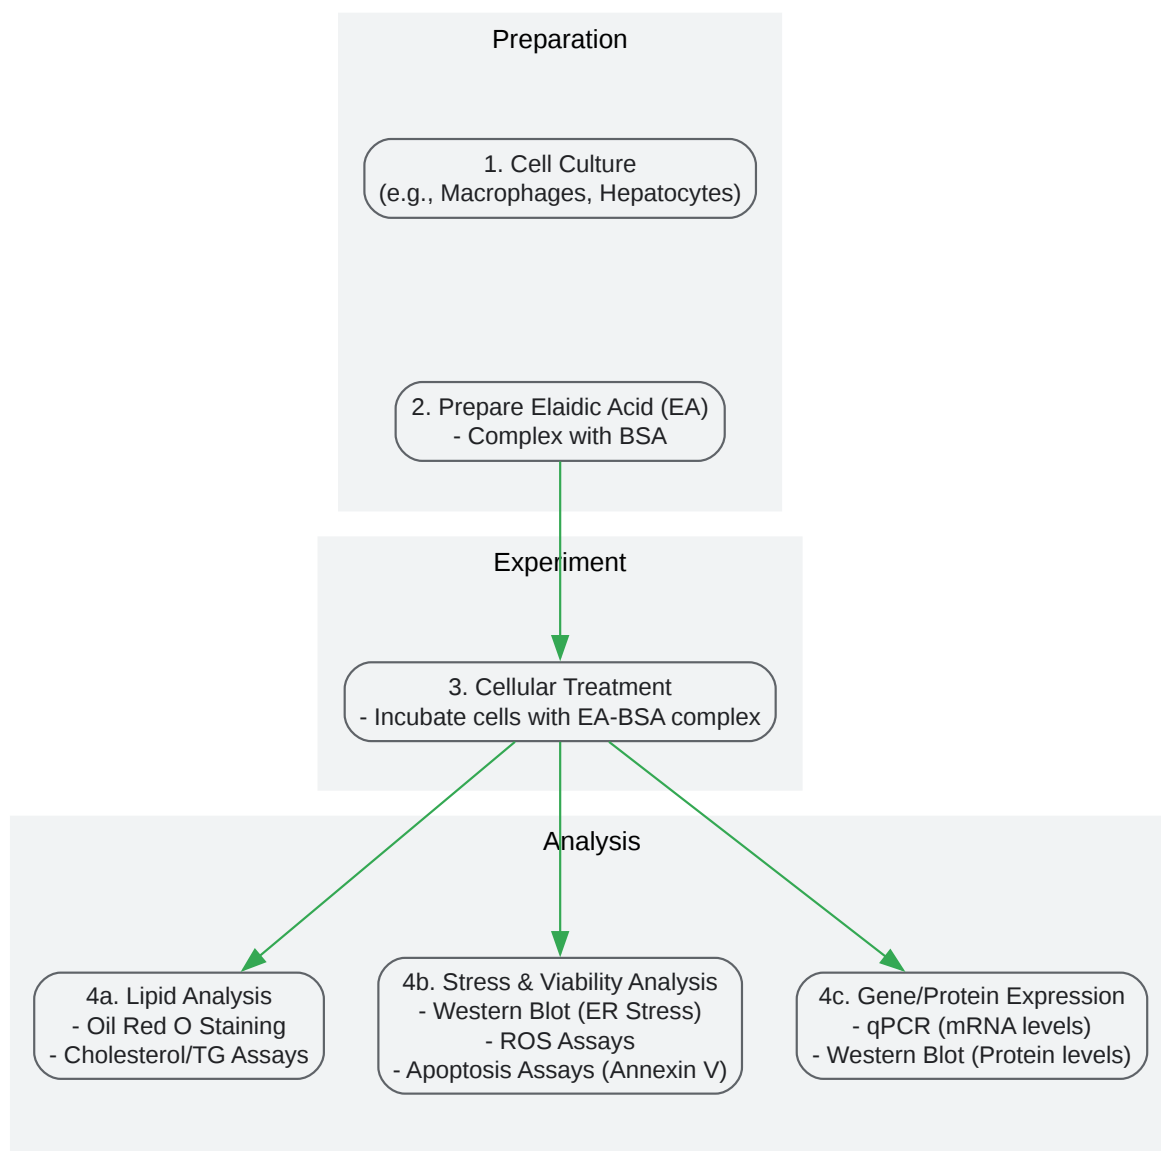 Preparation
1. Cell Culture
(e.g., Macrophages, Hepatocytes)
2. Prepare Elaidic Acid (EA)
- Complex with BSA
Experiment
3. Cellular Treatment
- Incubate cells with EA-BSA complex
Analysis
4a. Lipid Analysis
- Oil Red O Staining
- Cholesterol/TG Assays
4b. Stress & Viability Analysis
- Western Blot (ER Stress)
- ROS Assays
- Apoptosis Assays (Annexin V)
4c. Gene/Protein Expression
- qPCR (mRNA levels)
- Western Blot (Protein levels)